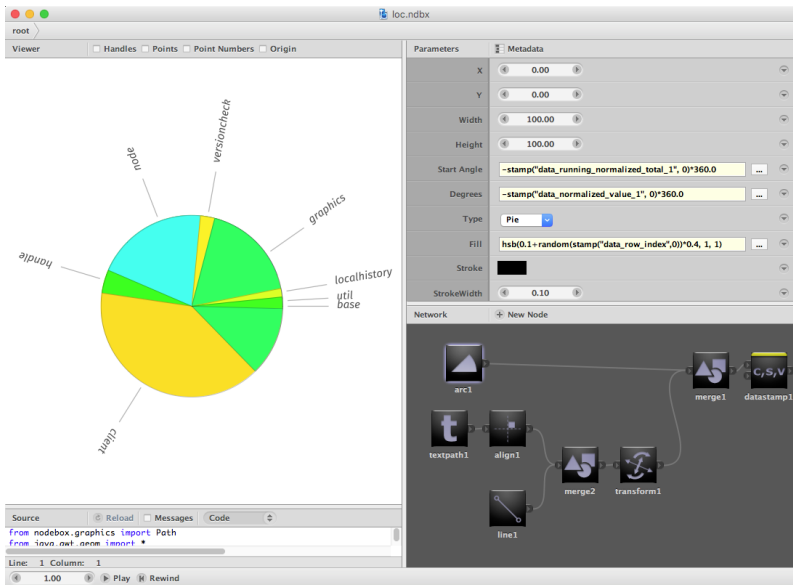 loc.ndbx
root
Viewer Handles Points Point Numbers Origin
versioncheck
node
graphics
handle
localhistory
util
base
client
Source Reload Messages Code
from nodebox.graphics import Path
from java.awt.geom import *
Line: 1 Column: 1
1.00 Play Rewind
Parameters Metadata
X 0.00
Y 0.00
Width 100.00
Height 100.00
Start Angle -stamp("data_running_normalized_total_1", 0)*360.0 ...
Degrees -stamp("data_normalized_value_1", 0)*360.0 ...
Type Pie
Fill hsb(0.1+random(stamp("data_row_index",0))*0.4, 1, 1) ...
Stroke
StrokeWidth 0.10
Network New Node
C,S,V
arc1
merge1
datastamp1
t
textpath1
align1
merge2
transform1
line1